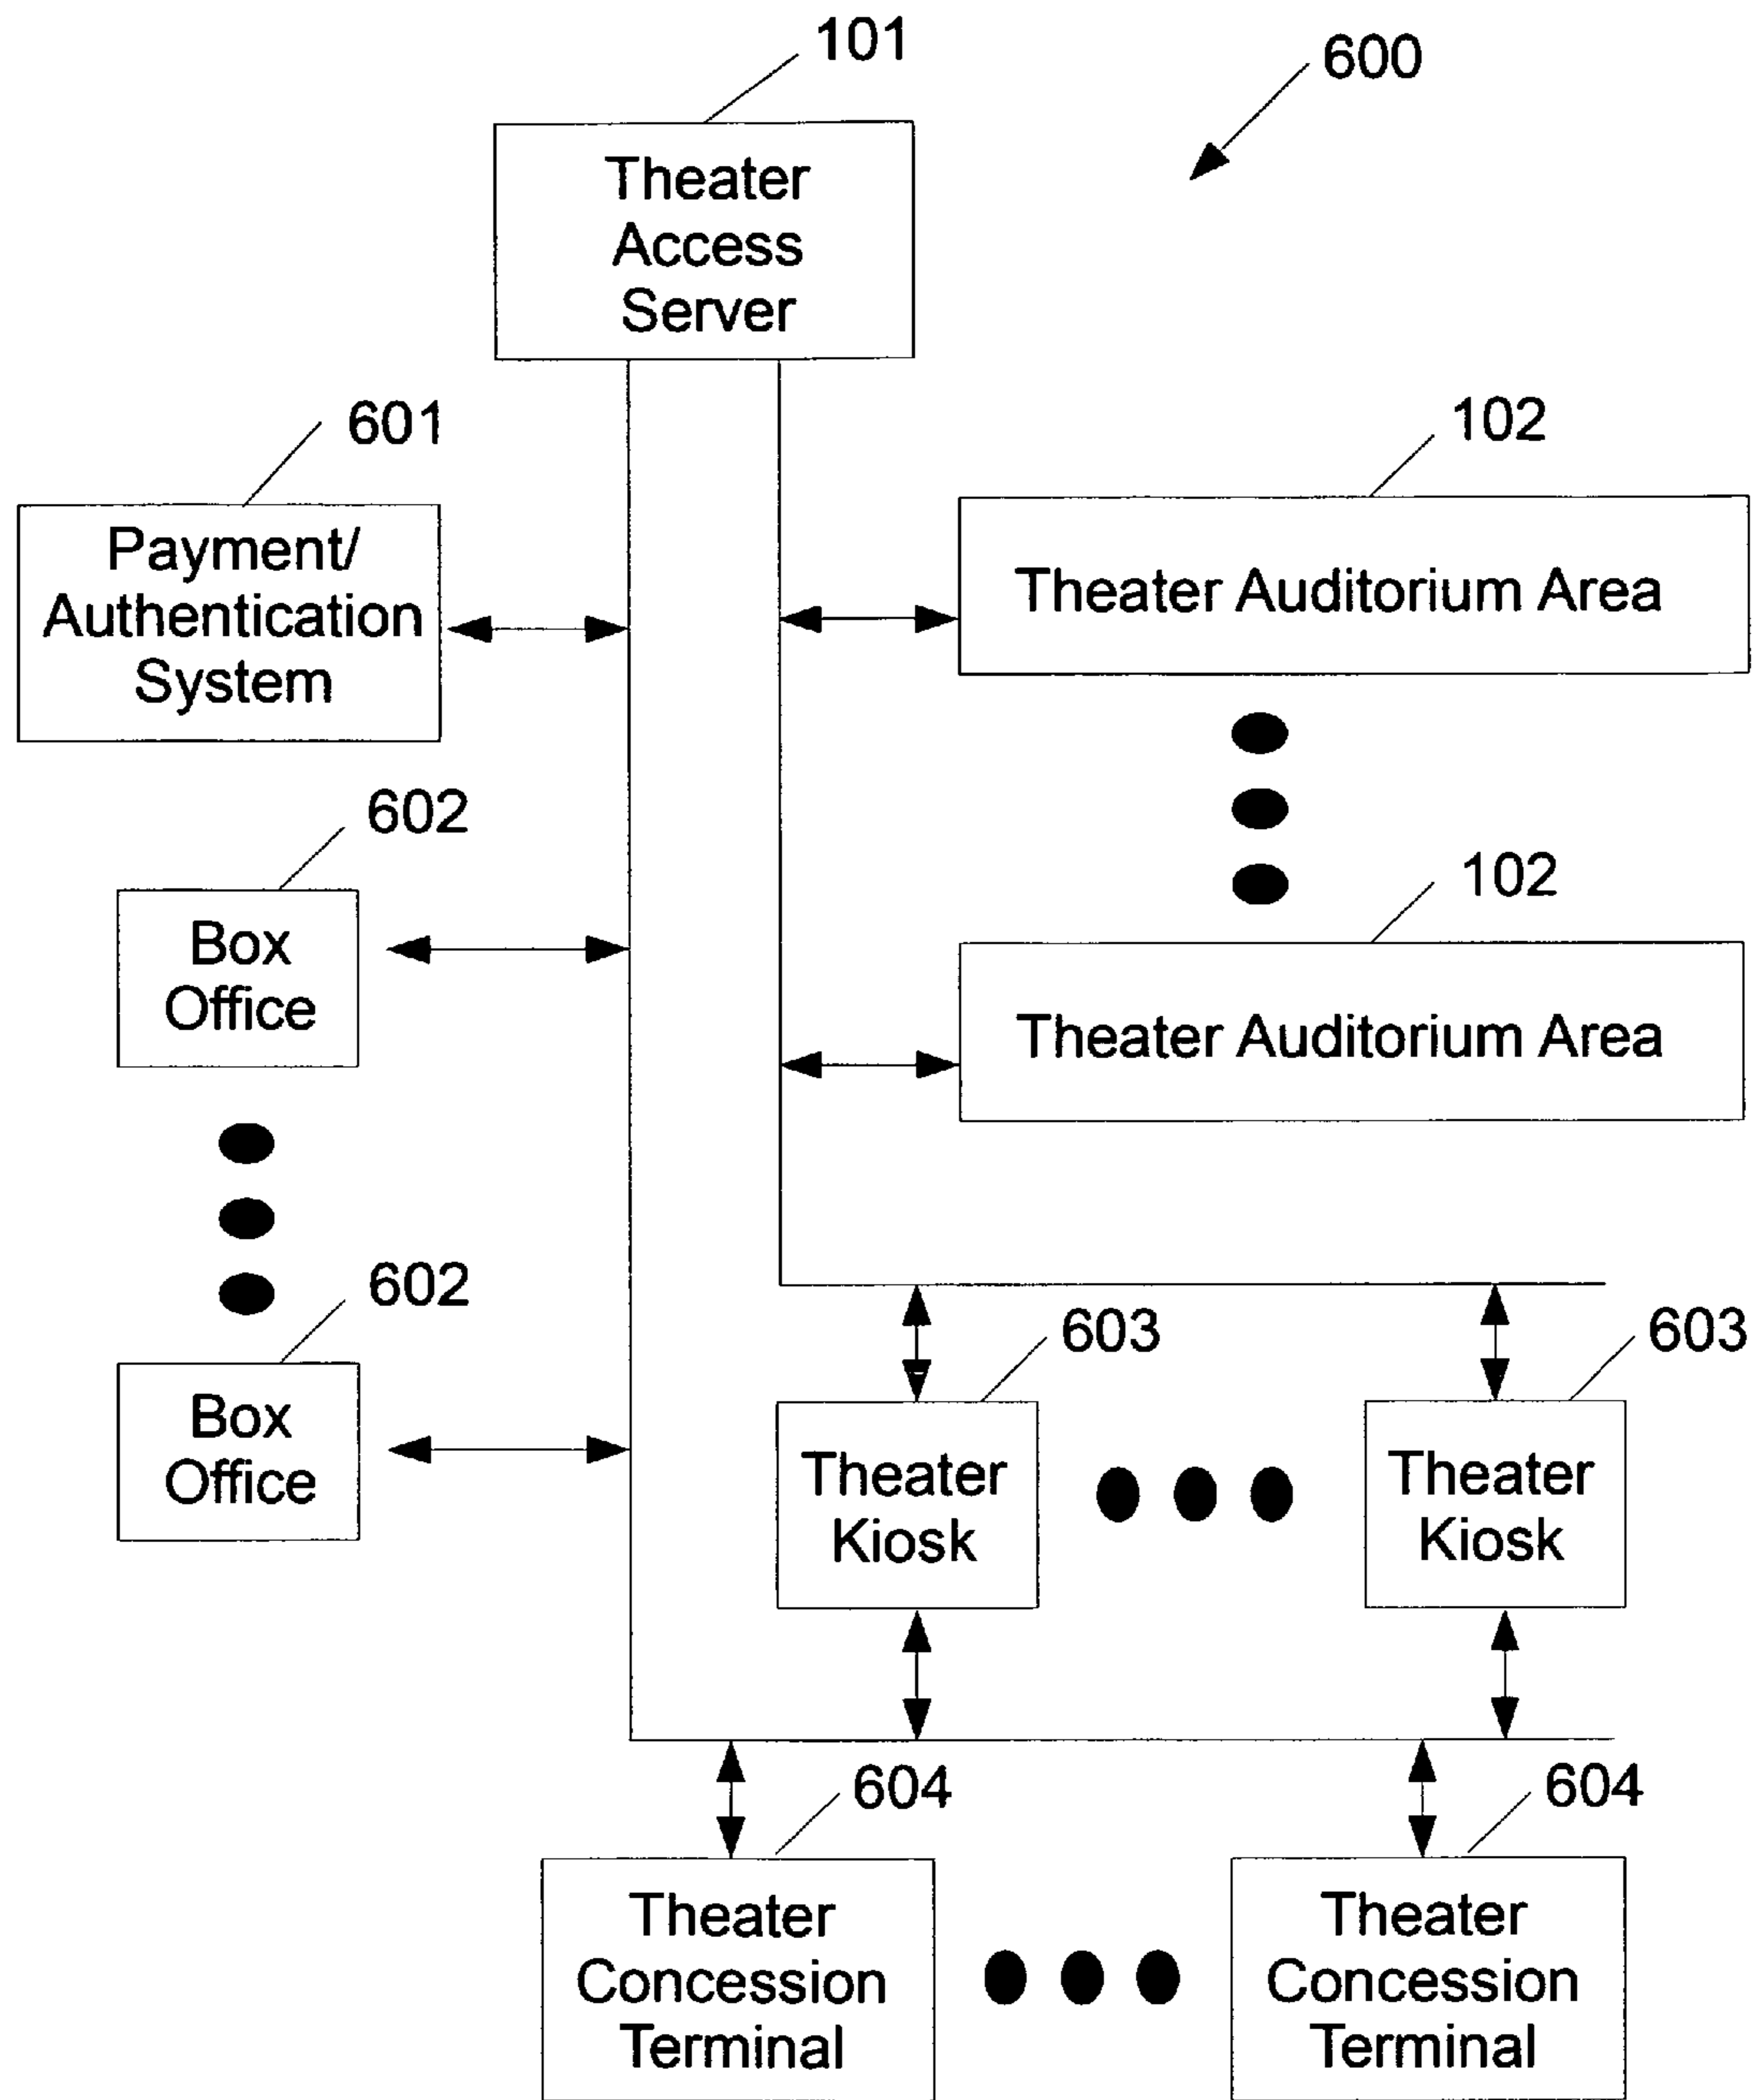 101
600
Theater
Access
Server
601
102
Payment/
Authentication
System
Theater Auditorium Area
602
102
Box
Office
Theater Auditorium Area
602
603
603
Box
Office
Theater
Kiosk
Theater
Kiosk
604
604
Theater
Concession
Terminal
Theater
Concession
Terminal